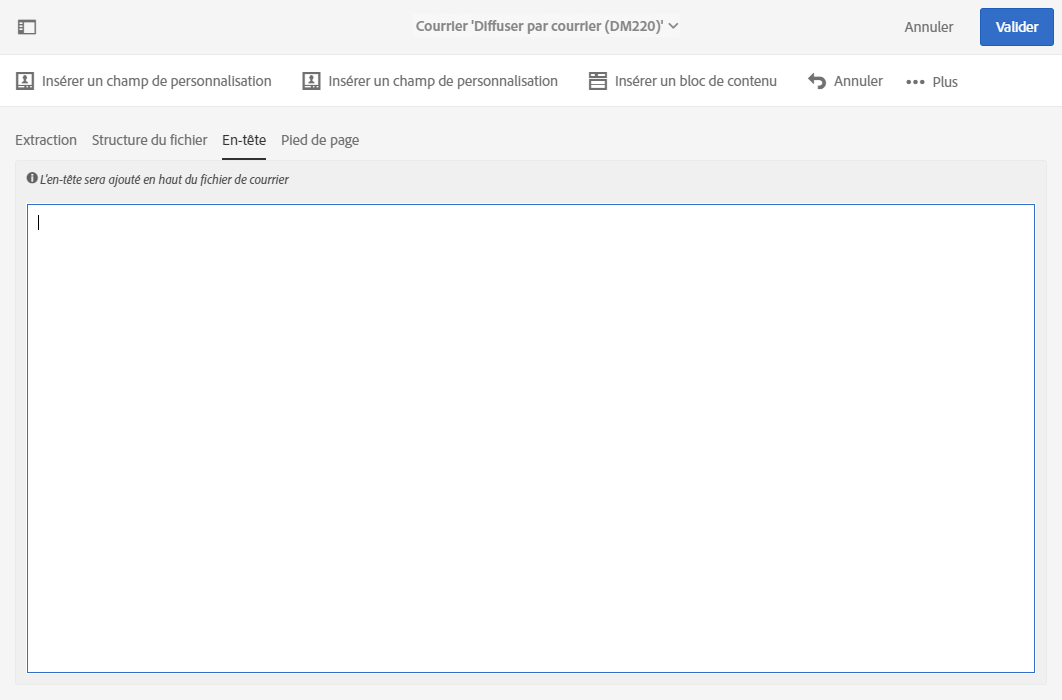 Courrier 'Diffuser par courrier (DM220)'
Annuler
Valider
Insérer un champ de personnalisation
Insérer un champ de personnalisation
Insérer un bloc de contenu
Annuler
Plus
Extraction
Structure du fichier
En-tête
Pied de page
L'en-tête sera ajouté en haut du fichier de courrier